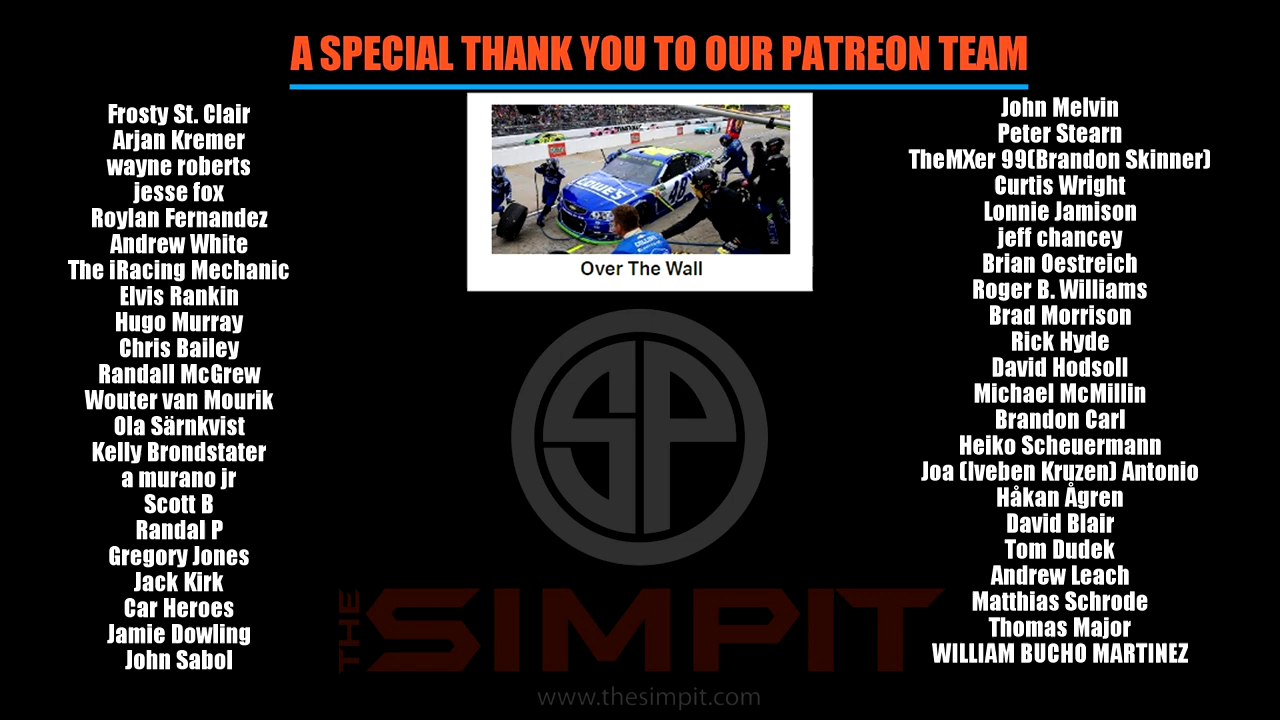 A SPECIAL THANK YOU TO OUR PATREON TEAM
Frosty St. Clair
Arjan Kremer
wayne roberts
jesse fox
Roylan Fernandez
Andrew White
The iRacing Mechanic
Elvis Rankin
Hugo Murray
Chris Bailey
Randall McGrew
Wouter van Mourik
Ola Särnkvist
Kelly Brondstater
a murano jr
Scott B
Randal P
Gregory Jones
Jack Kirk
Car Heroes
Jamie Dowling
John Sabol
LOWE'S
48
Over The Wall
SP
THE SIMPIT
www.thesimpit.com
John Melvin
Peter Stearn
TheMXer 99(Brandon Skinner)
Curtis Wright
Lonnie Jamison
jeff chancey
Brian Oestreich
Roger B. Williams
Brad Morrison
Rick Hyde
David Hodsoll
Michael McMillin
Brandon Carl
Heiko Scheuermann
Joa (Iveben Kruzen) Antonio
Håkan Ågren
David Blair
Tom Dudek
Andrew Leach
Matthias Schrode
Thomas Major
WILLIAM BUCHO MARTINEZ